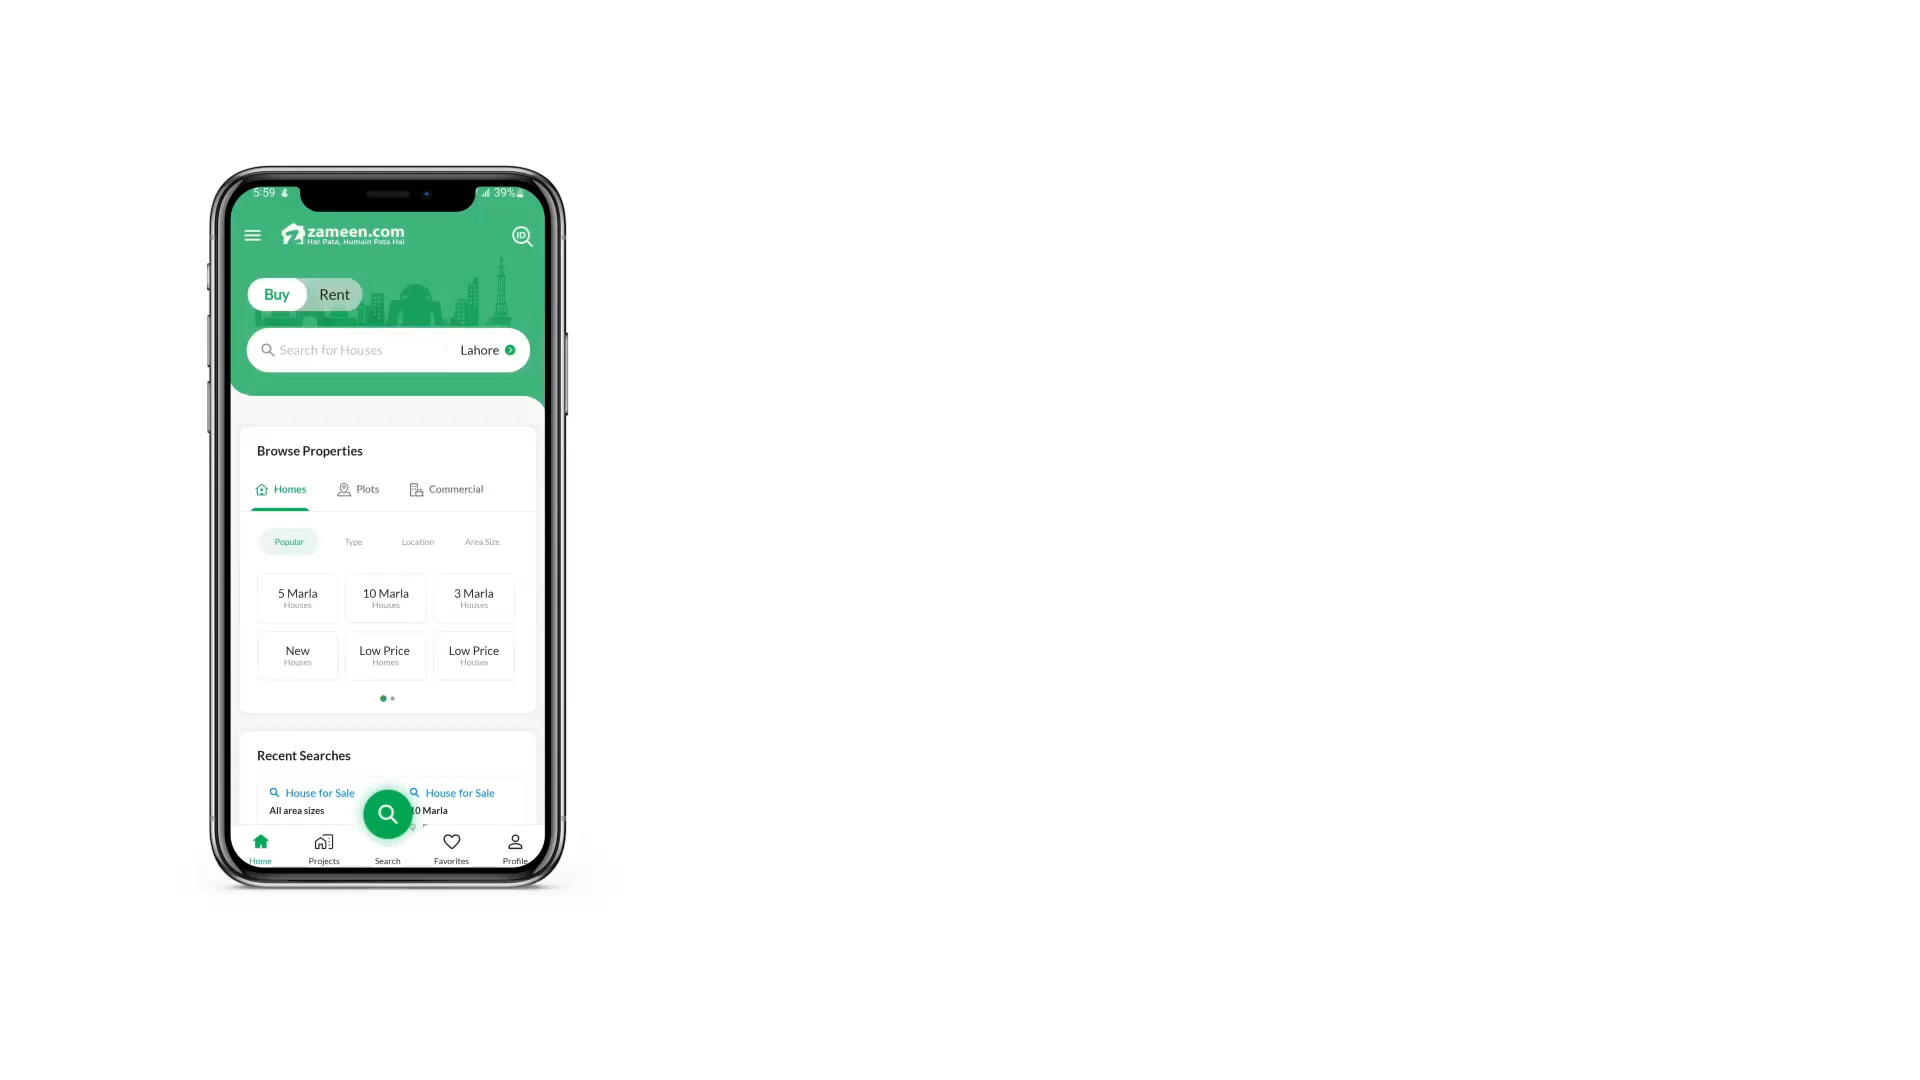 5:59
39%
zameen.com
Har Pata, Humain Pata Hai
ID
Buy
Rent
Search for Houses
Lahore
Browse Properties
Homes
Plots
Commercial
Popular
Type
Location
Area Size
5 Marla
Houses
10 Marla
Houses
3 Marla
Houses
New
Houses
Low Price
Homes
Low Price
Houses
Recent Searches
House for Sale
All area sizes
House for Sale
10 Marla
Home
Projects
Search
Favorites
Profile